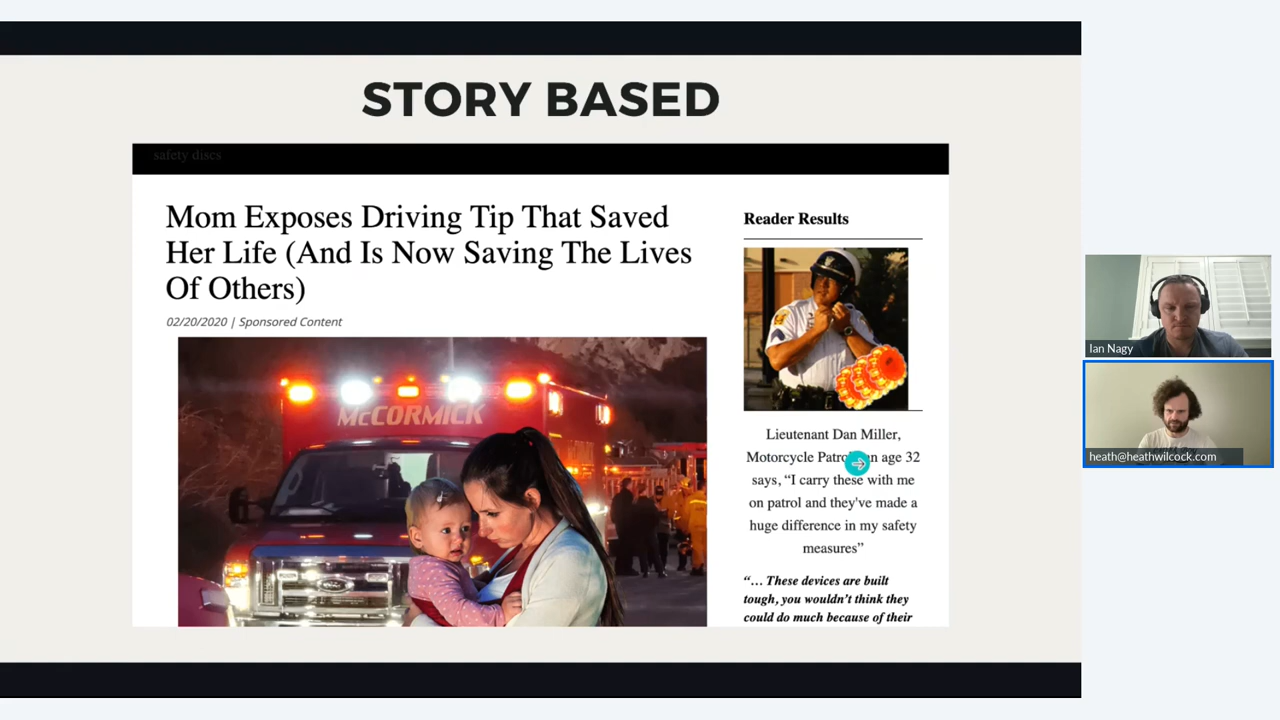 STORY BASED
safety discs
Mom Exposes Driving Tip That Saved
Her Life (And Is Now Saving The Lives
Of Others)
02/20/2020 | Sponsored Content
McCORMICK
Reader Results
Lieutenant Dan Miller,
Motorcycle an age 32
says, “I carry these with me
on patrol and they've made a
huge difference in my safety
measures”
“… These devices are built
tough, you wouldn’t think they
could do much because of their
Ian Nagy
heath@heathwilcock.com